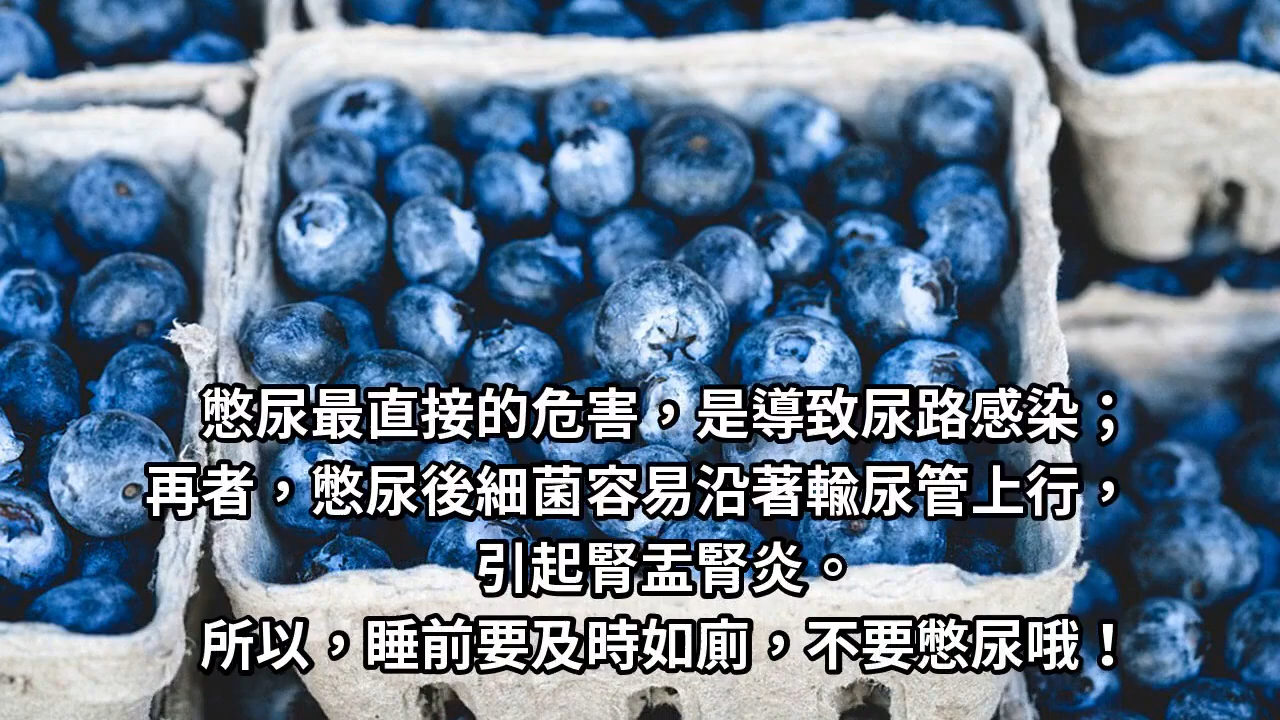 憋尿最直接的危害，是導致尿路感染；
再者，憋尿後細菌容易沿著輸尿管上行，
引起腎盂腎炎。
所以，睡前要及時如廁，不要憋尿哦！